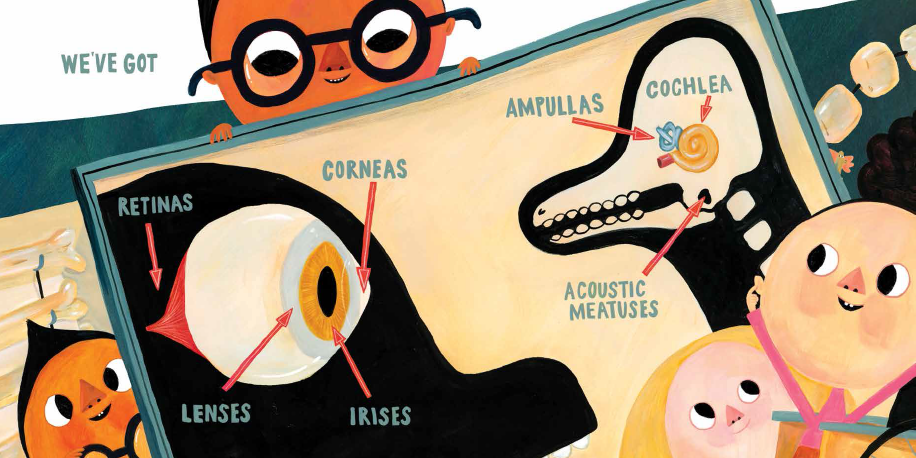 WE'VE GOT
AMPULLAS
COCHLEA
CORNEAS
RETINAS
ACOUSTIC
MEATUSES
LENSES
IRISES